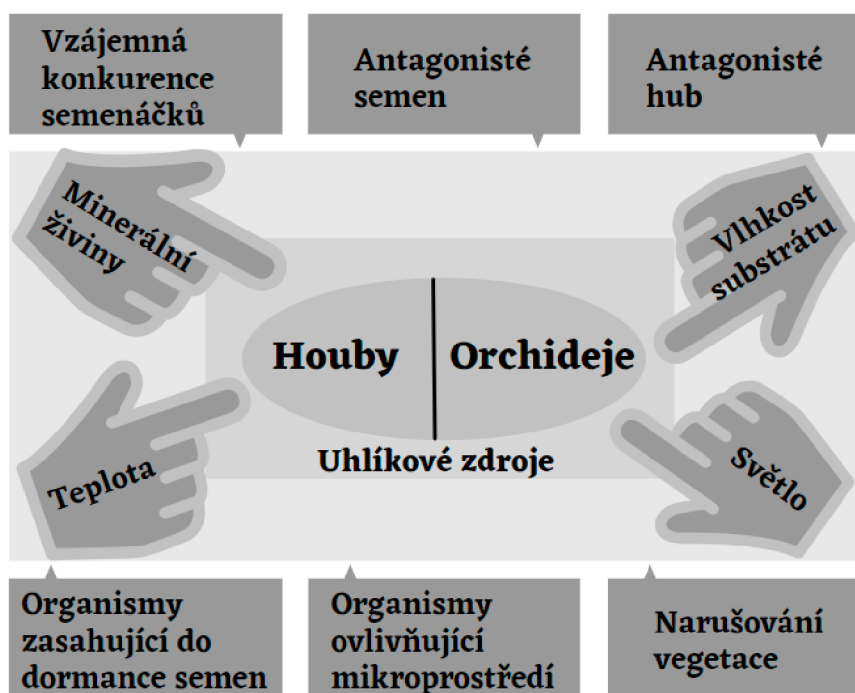 Vzájemná
konkurence
semenáčků
Antagonisté
semen
Antagonisté
hub
Minerální
živiny
Vlhkost
substrátu
Houby
Orchideje
Uhlíkové zdroje
Teplota
Světlo
Organismy
zasahující do
dormance semen
Organismy
ovlivňující
mikroprostředí
Narušování
vegetace